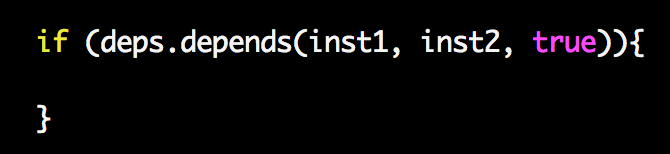 if (deps.depends(inst1, inst2, true)){
}